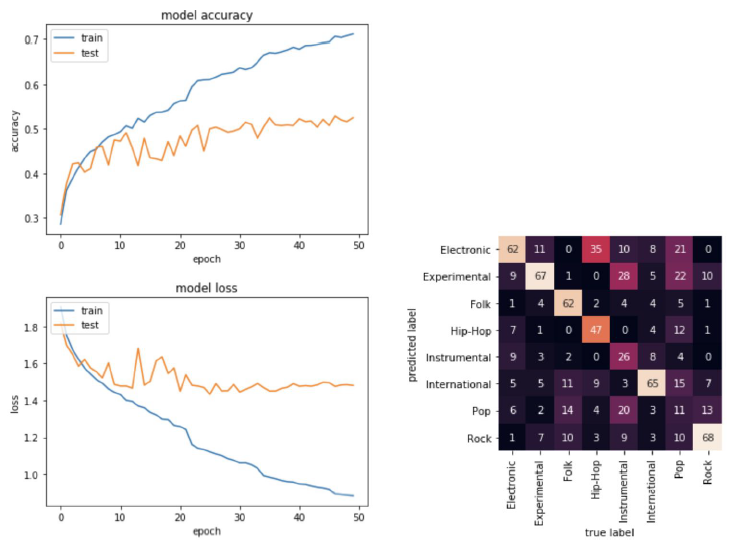 model accuracy
train
test
0.7
0.6
0.5
0.4
0.3
accuracy
0 10 20 30 40 50
epoch
model loss
train
test
1.8
1.6
1.4
1.2
1.0
loss
0 10 20 30 40 50
epoch
predicted label
Electronic 62 11 0 35 10 8 21 0
Experimental 9 67 1 0 28 5 22 10
Folk 1 4 62 2 4 4 5 1
Hip-Hop 7 1 0 47 0 4 12 1
Instrumental 9 3 2 0 26 8 4 0
International 5 5 11 9 3 65 15 7
Pop 6 2 14 4 20 3 11 13
Rock 1 7 10 3 9 3 10 68
Electronic Experimental Folk Hip-Hop Instrumental International Pop Rock
true label